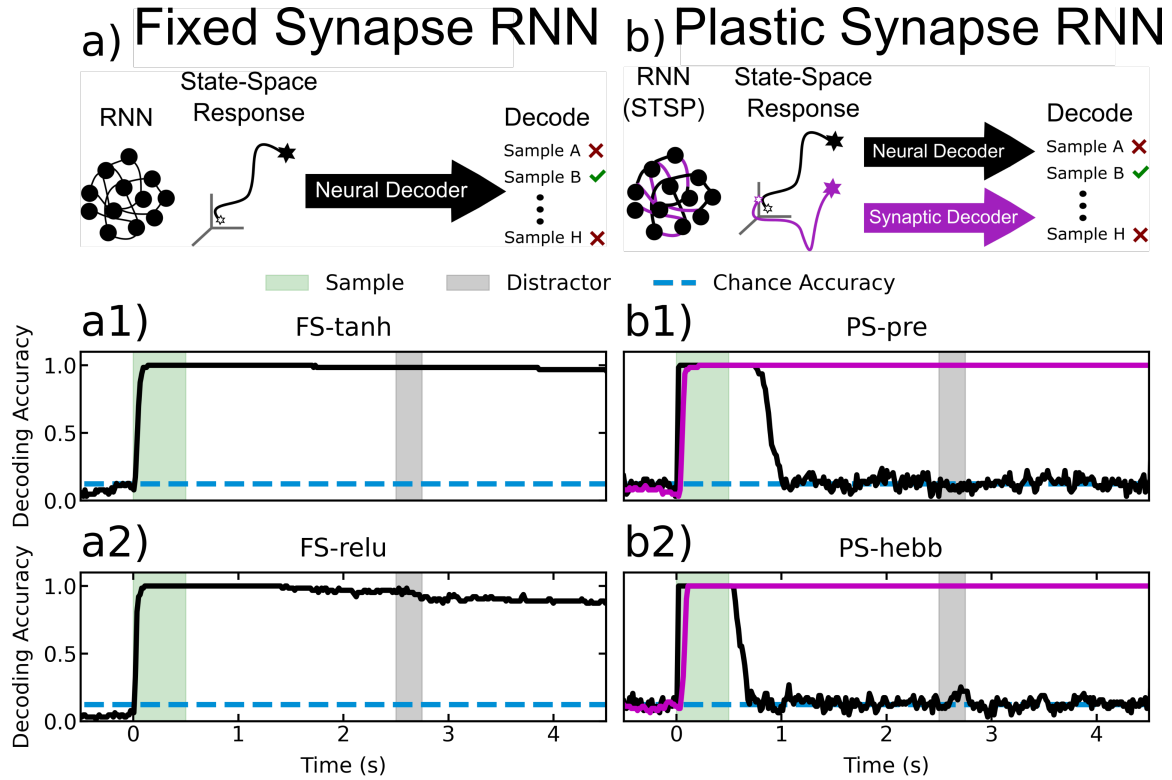 a) Fixed Synapse RNN
RNN
State-Space
Response
Neural Decoder
Decode
Sample A
Sample B
Sample H
b) Plastic Synapse RNN
RNN
(STSP)
State-Space
Response
Neural Decoder
Synaptic Decoder
Decode
Sample A
Sample B
Sample H
Sample
Distractor
Chance Accuracy
a1)
FS-tanh
Decoding Accuracy
1.0
0.5
0.0
b1)
PS-pre
a2)
FS-relu
Decoding Accuracy
1.0
0.5
0.0
0 1 2 3 4
Time (s)
b2)
PS-hebb
0 1 2 3 4
Time (s)